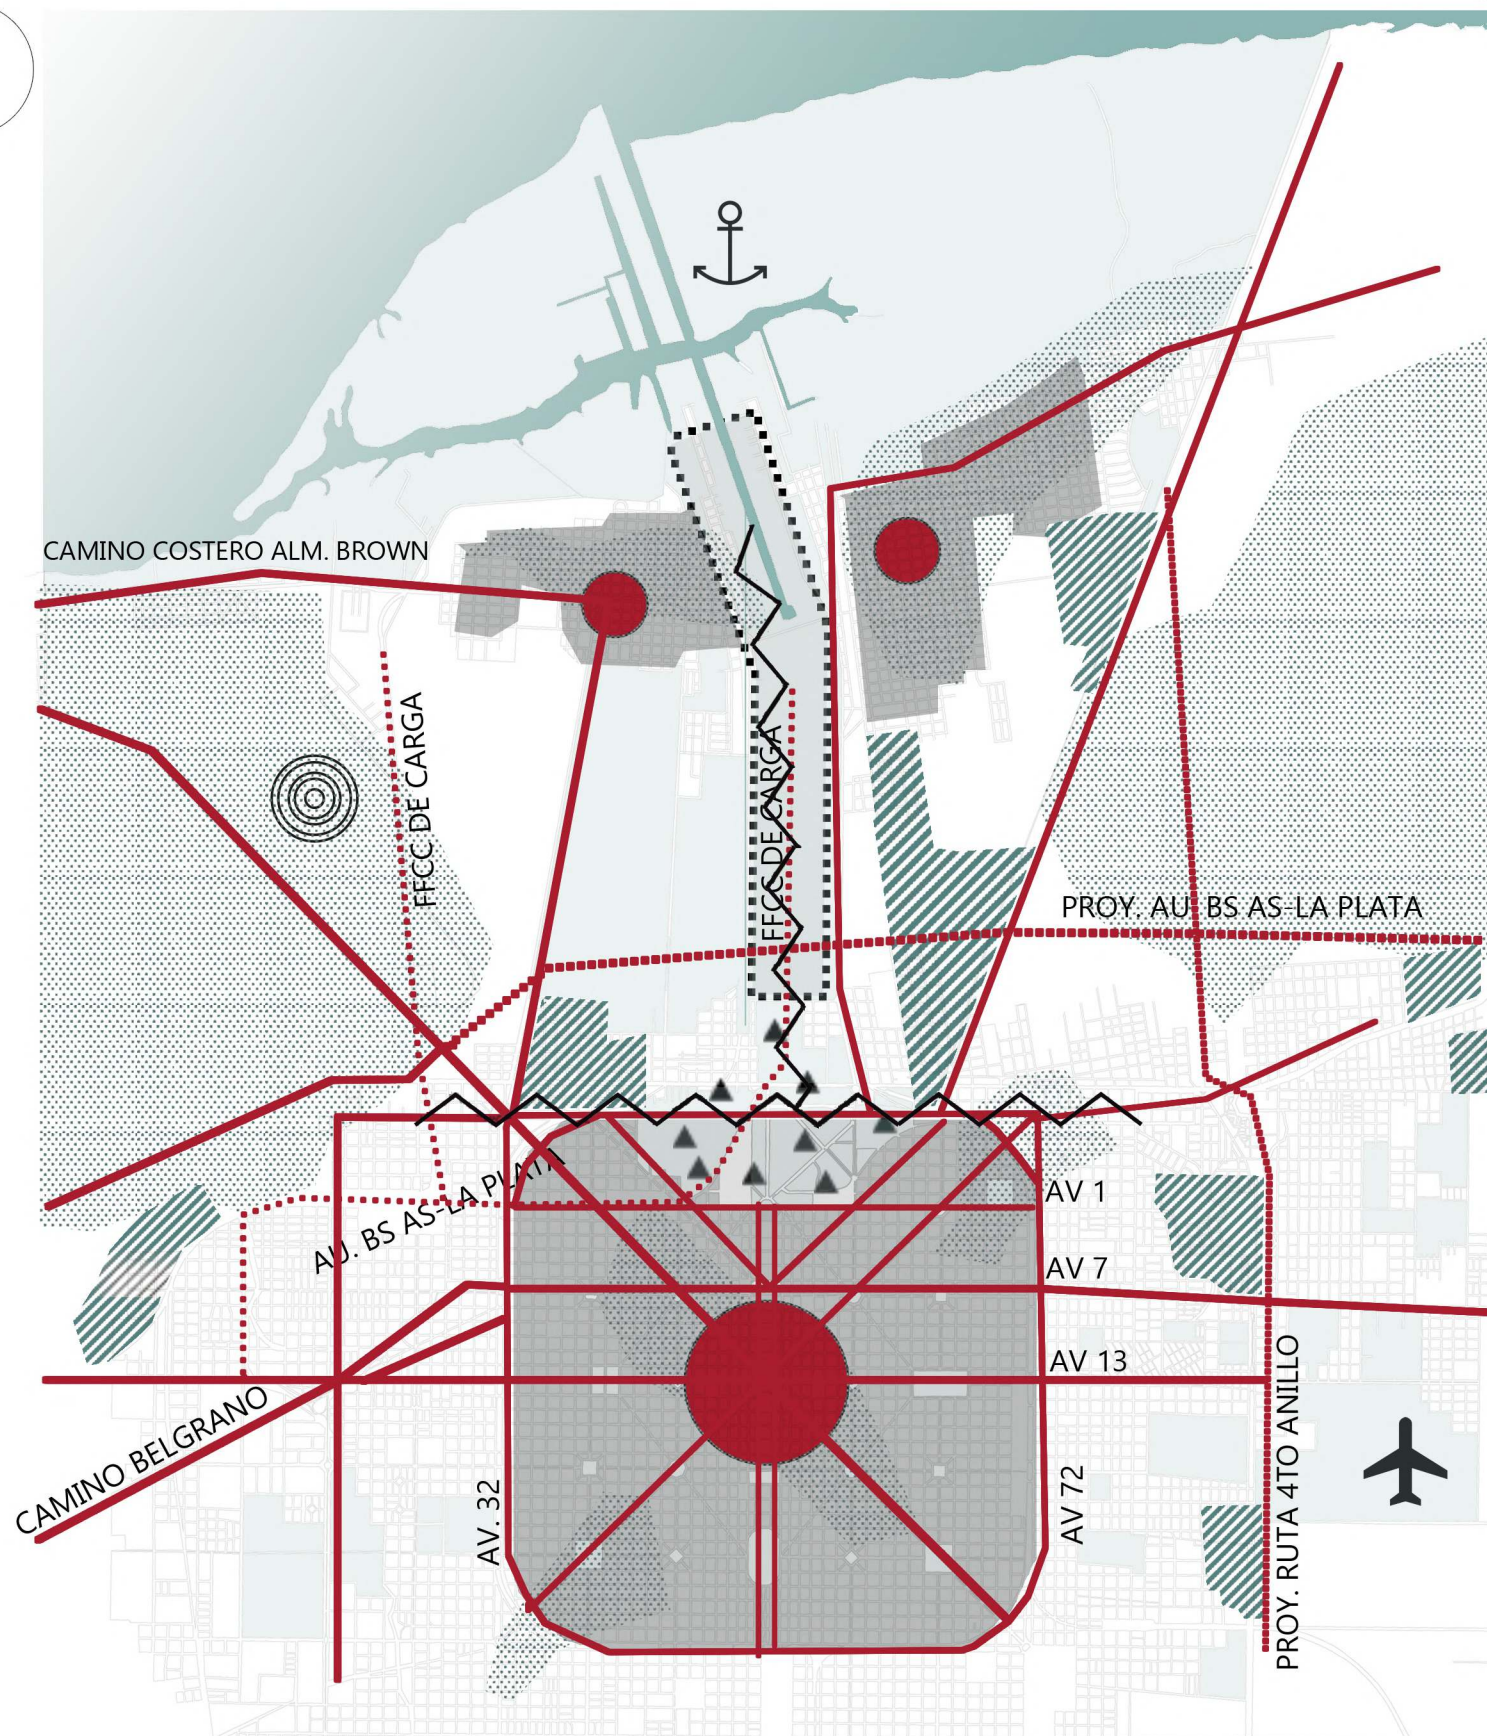 CAMINO COSTERO ALM. BROWN
FFCC DE CARGA
FFCC DE CARGA
PROY. AU. BS AS-LA PLATA
AU. BS AS-LA PLATA
AV 1
AV 7
AV 13
CAMINO BELGRANO
AV. 32
AV 72
PROY. RUTA 4TO ANILLO